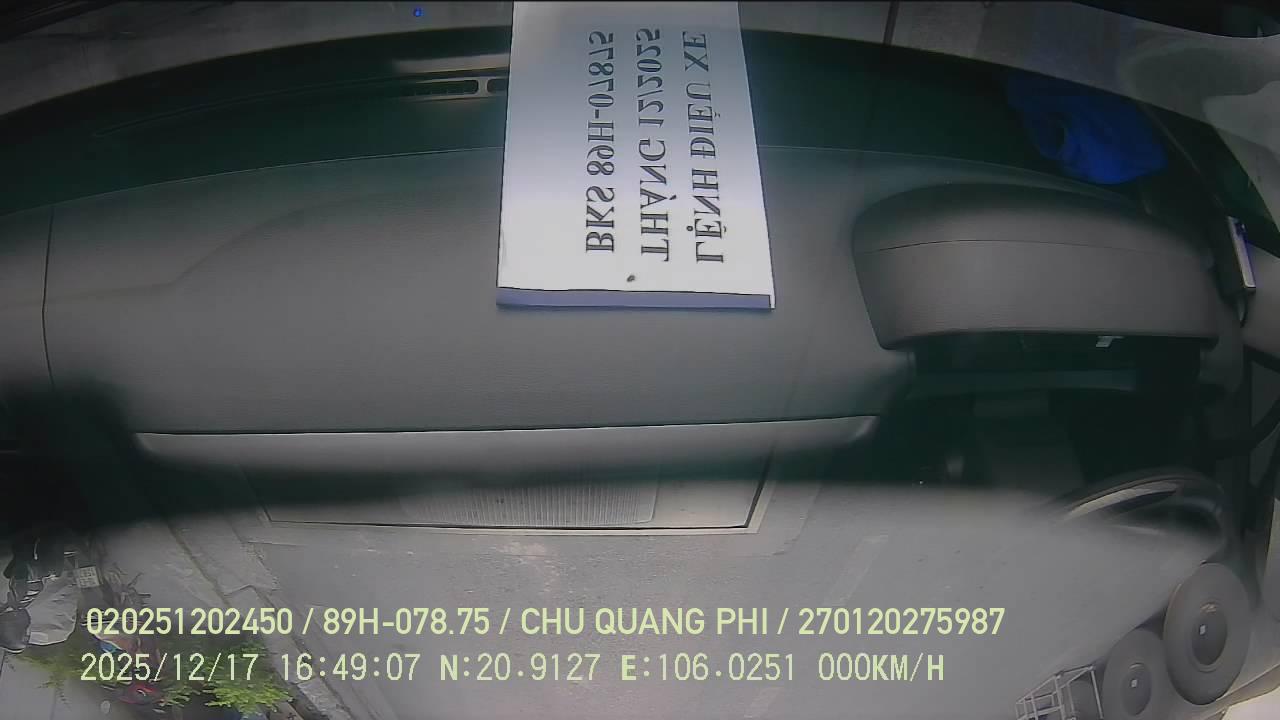 LỆNH ĐIỀU XE
THÁNG 12/2025
BKS 89H-07875
020251202450 / 89H-078.75 / CHU QUANG PHI / 270120275987
2025/12/17 16:49:07 N:20.9127 E:106.0251 000KM/H